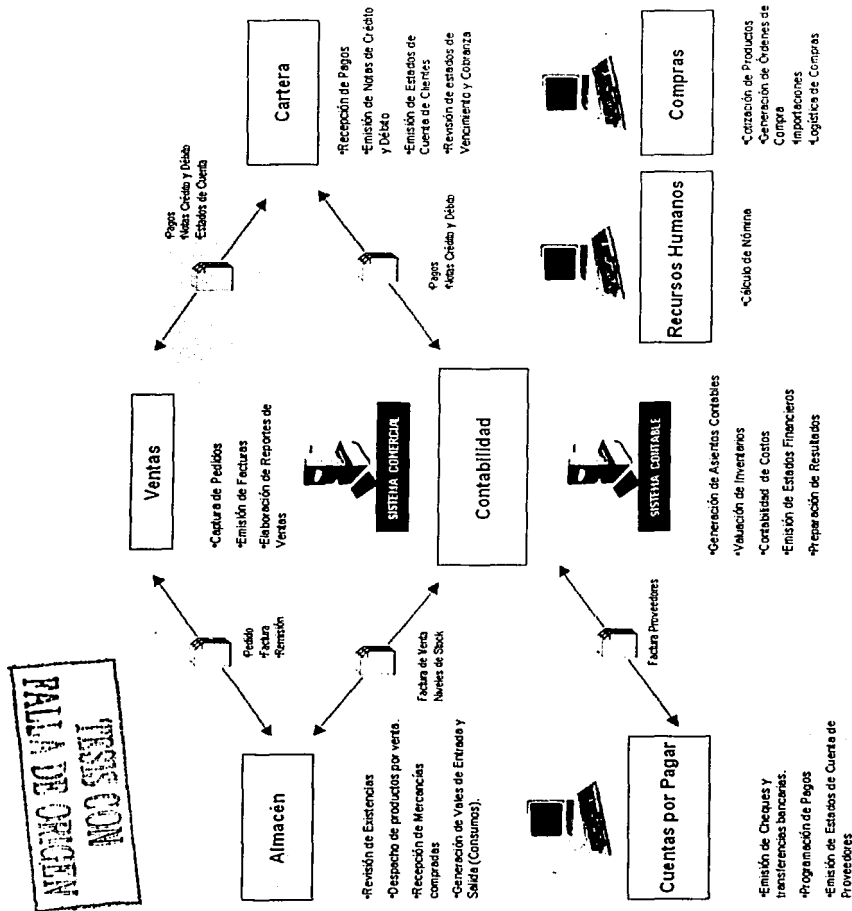 TESIS CON
FALLA DE ORIGEN
Almacén
•Revisión de Existencias
•Despacho de productos por venta.
•Recepción de Mercancías
compradas
•Generación de Vales de Entrada y
Salida (Consumos).
•Pedido
•Factura
•Remisión
Ventas
•Captura de Pedidos
•Emisión de Facturas
•Elaboración de Reportes de
Ventas
SISTEMA COMERCIAL
•Pagos
•Notas Crédito y Débito
•Estados de Cuenta
Cartera
•Recepción de Pagos
•Emisión de Notas de Crédito
y Débito
•Emisión de Estados de
Cuenta de Clientes
•Revisión de estados de
Vencimiento y Cobranza
Factura de Venta
Niveles de Stock
Contabilidad
•Pagos
•Notas Crédito y Débito
SISTEMA CONTABLE
•Generación de Asientos Contables
•Valuación de Inventarios
•Contabilidad de Costos
•Emisión de Estados Financieros
•Preparación de Resultados
Factura Proveedores
Cuentas por Pagar
•Emisión de Cheques y
transferencias bancarias.
•Programación de Pagos
•Emisión de Estados de Cuenta de
Proveedores
Recursos Humanos
•Cálculo de Nómina
Compras
•Cotización de Productos
•Generación de Órdenes de
Compra
•Importaciones
•Logística de Compras